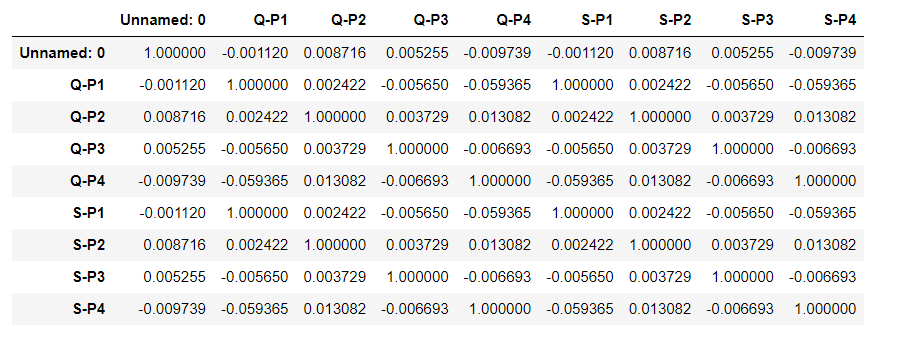 Unnamed: 0 Q-P1 Q-P2 Q-P3 Q-P4 S-P1 S-P2 S-P3 S-P4
Unnamed: 0 1.000000 -0.001120 0.008716 0.005255 -0.009739 -0.001120 0.008716 0.005255 -0.009739
Q-P1 -0.001120 1.000000 0.002422 -0.005650 -0.059365 1.000000 0.002422 -0.005650 -0.059365
Q-P2 0.008716 0.002422 1.000000 0.003729 0.013082 0.002422 1.000000 0.003729 0.013082
Q-P3 0.005255 -0.005650 0.003729 1.000000 -0.006693 -0.005650 0.003729 1.000000 -0.006693
Q-P4 -0.009739 -0.059365 0.013082 -0.006693 1.000000 -0.059365 0.013082 -0.006693 1.000000
S-P1 -0.001120 1.000000 0.002422 -0.005650 -0.059365 1.000000 0.002422 -0.005650 -0.059365
S-P2 0.008716 0.002422 1.000000 0.003729 0.013082 0.002422 1.000000 0.003729 0.013082
S-P3 0.005255 -0.005650 0.003729 1.000000 -0.006693 -0.005650 0.003729 1.000000 -0.006693
S-P4 -0.009739 -0.059365 0.013082 -0.006693 1.000000 -0.059365 0.013082 -0.006693 1.000000